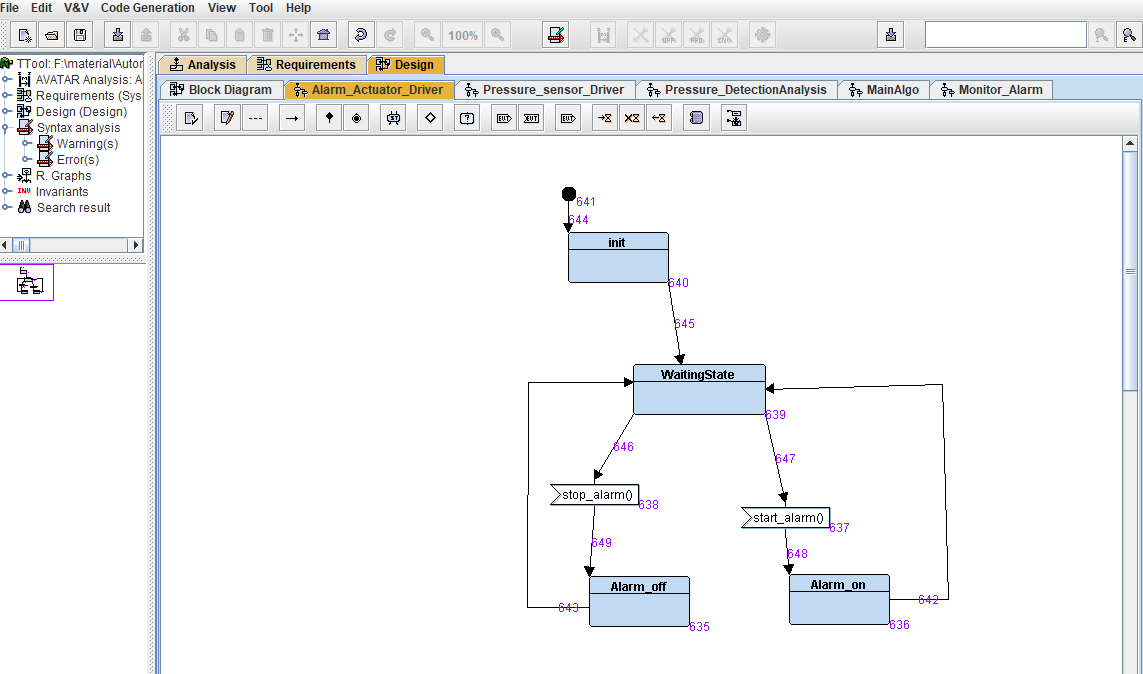 File Edit V&V Code Generation View Tool Help
100%
TTool: F:\material\Autor
AVATAR Analysis: A
Requirements (Sys
Design (Design)
Syntax analysis
Warning(s)
Error(s)
R. Graphs
INV Invariants
Search result
Analysis Requirements Design
Block Diagram Alarm_Actuator_Driver Pressure_sensor_Driver Pressure_DetectionAnalysis MainAlgo Monitor_Alarm
641
644
init
640
645
WaitingState
639
646
647
stop_alarm()
638
start_alarm()
637
649
648
Alarm_off
Alarm_on
643
642
635
636